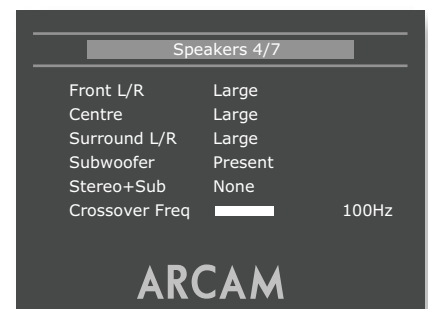 Speakers 4/7
Front L/R Large
Centre Large
Surround L/R Large
Subwoofer Present
Stereo+Sub None
Crossover Freq 100Hz
ARCAM